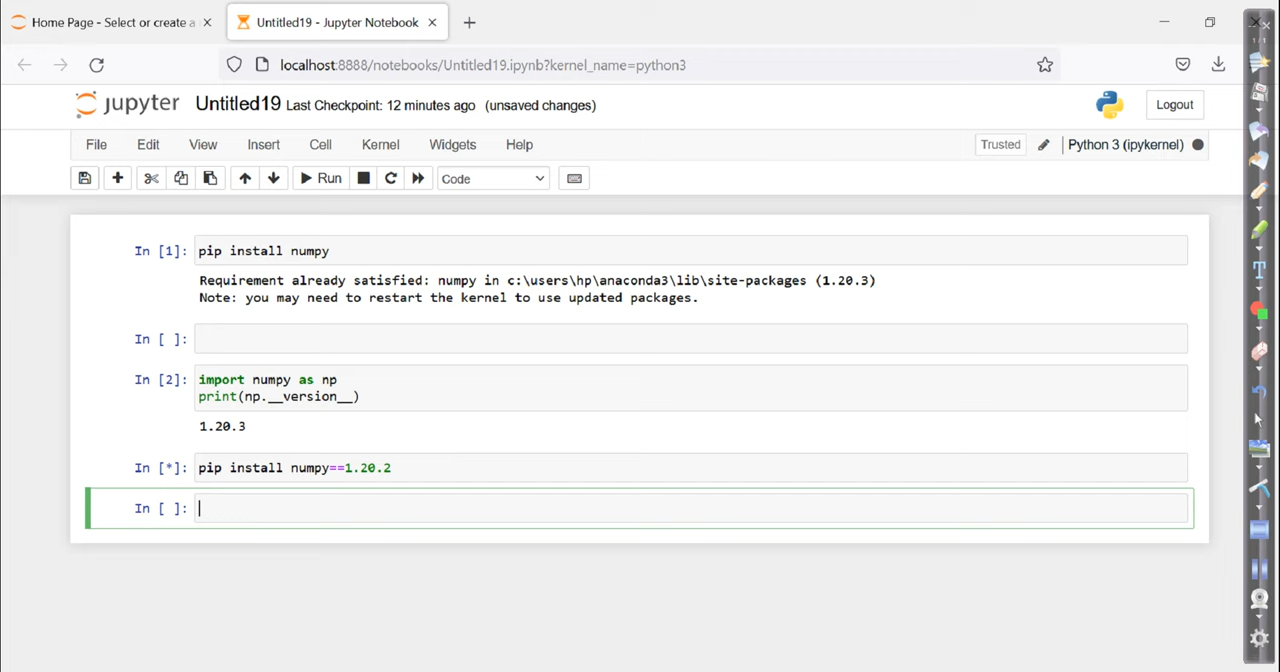 Home Page - Select or create a
Untitled19 - Jupyter Notebook
localhost:8888/notebooks/Untitled19.ipynb?kernel_name=python3
1/1
jupyter Untitled19 Last Checkpoint: 12 minutes ago (unsaved changes)
Logout
File Edit View Insert Cell Kernel Widgets Help
Trusted Python 3 (ipykernel)
Run Code
In [1]: pip install numpy
Requirement already satisfied: numpy in c:\users\hp\anaconda3\lib\site-packages (1.20.3)
Note: you may need to restart the kernel to use updated packages.
In [ ]:
In [2]: import numpy as np
print(np.__version__)
1.20.3
In [*]: pip install numpy==1.20.2
In [ ]: